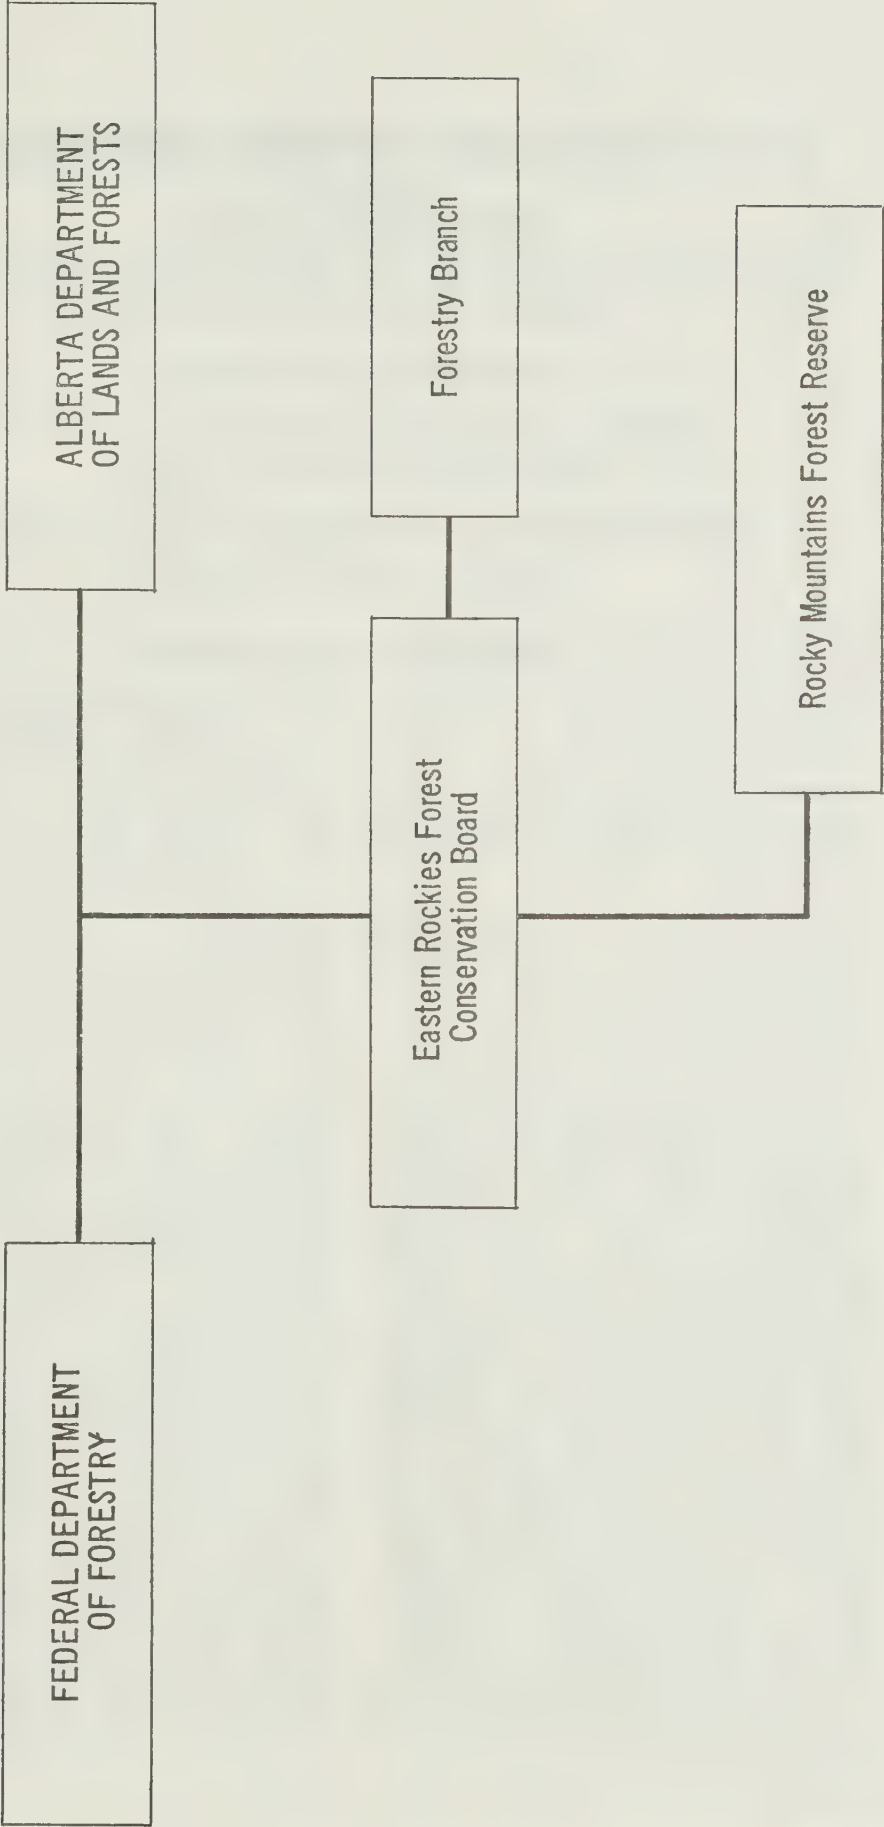 FEDERAL DEPARTMENT
OF FORESTRY
ALBERTA DEPARTMENT
OF LANDS AND FORESTS
Eastern Rockies Forest
Conservation Board
Forestry Branch
Rocky Mountains Forest Reserve